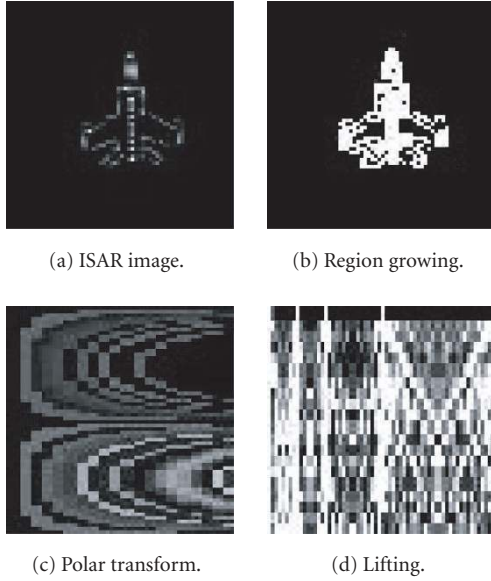 (a) ISAR image.
(b) Region growing.
(c) Polar transform.
(d) Lifting.